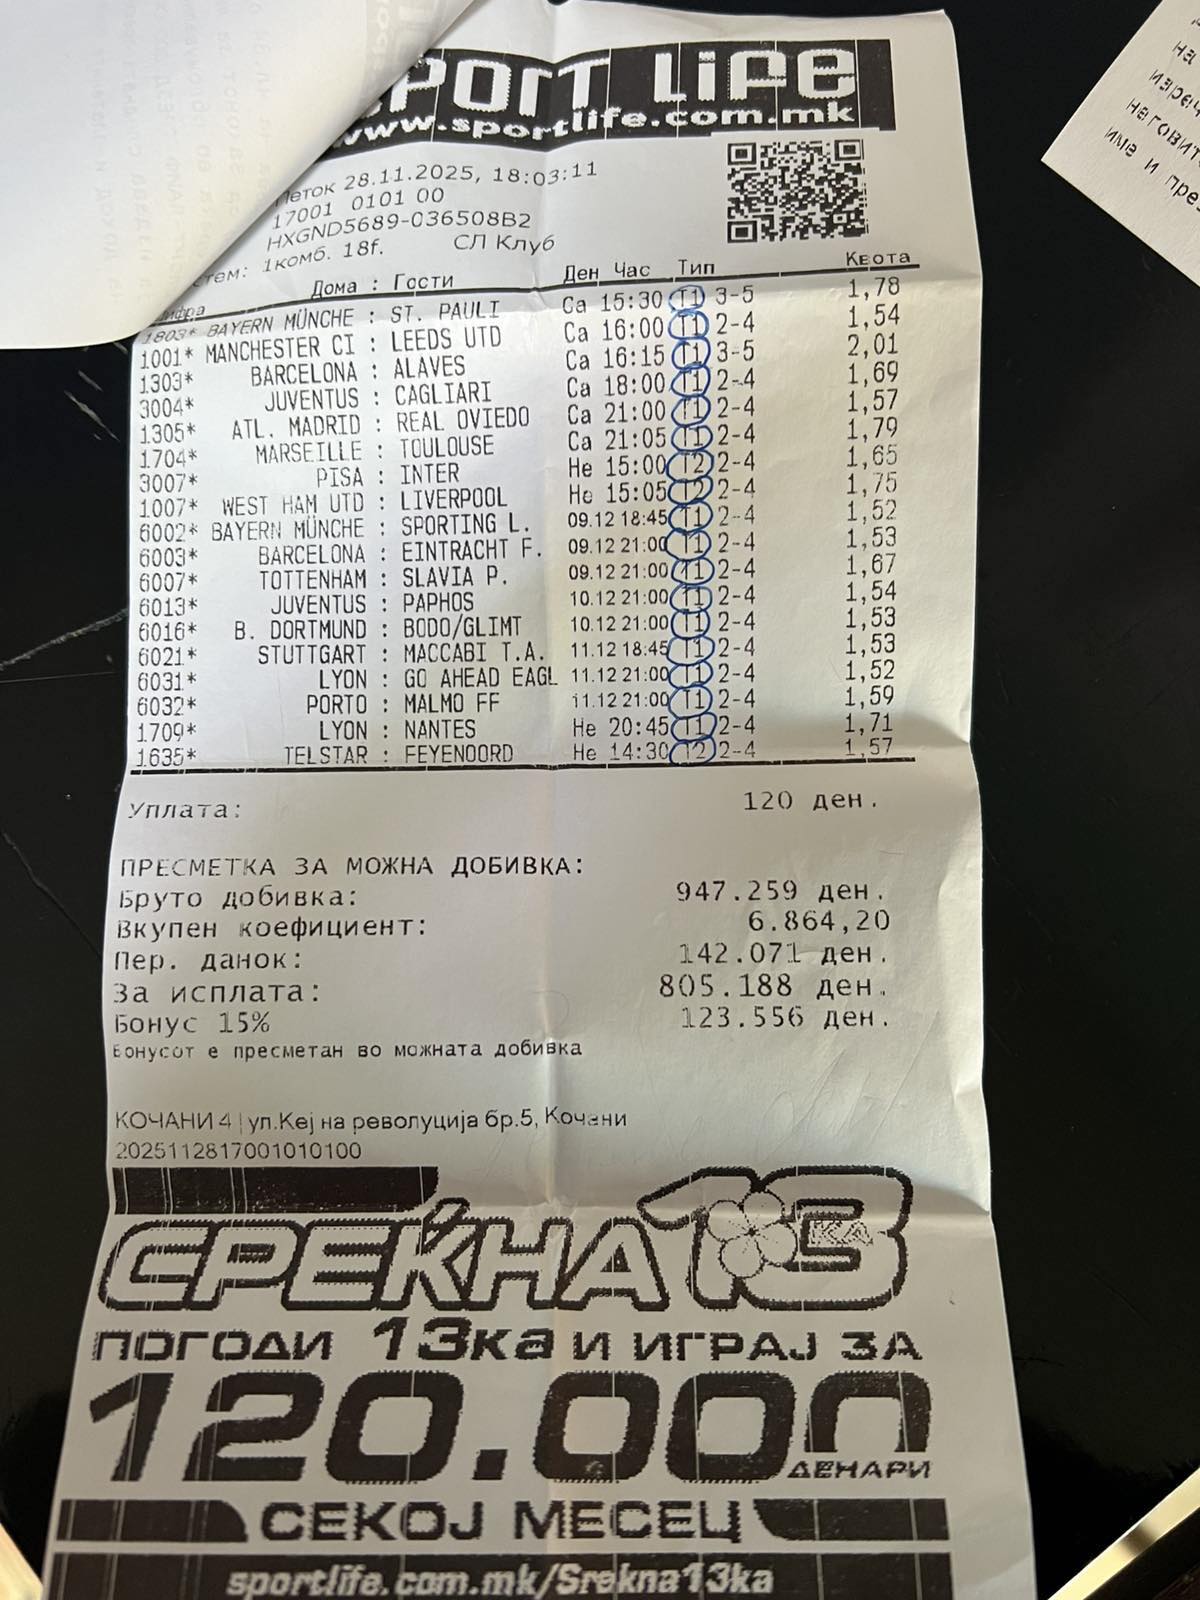 SPORT LIFE
www.sportlife.com.mk
Петок 28.11.2025, 18:03:11
17001 0101 00
HXGND5689-036508B2
стем: 1комб. 18f. СЛ Клуб
ифра Дома : Гости Ден Час Тип Квота
1803* BAYERN MÜNCHE : ST. PAULI Са 15:30 T1 3-5 1,78
1001* MANCHESTER CI : LEEDS UTD Са 16:00 T1 2-4 1,54
1303* BARCELONA : ALAVES Са 16:15 T1 3-5 2,01
3004* JUVENTUS : CAGLIARI Са 18:00 T1 2-4 1,69
1305* ATL. MADRID : REAL OVIEDO Са 21:00 T1 2-4 1,57
1704* MARSEILLE : TOULOUSE Са 21:05 T1 2-4 1,79
3007* PISA : INTER Не 15:00 T2 2-4 1,65
1007* WEST HAM UTD : LIVERPOOL Не 15:05 T2 2-4 1,75
6002* BAYERN MÜNCHE : SPORTING L. 09.12 18:45 T1 2-4 1,52
6003* BARCELONA : EINTRACHT F. 09.12 21:00 T1 2-4 1,53
6007* TOTTENHAM : SLAVIA P. 09.12 21:00 T1 2-4 1,67
6013* JUVENTUS : PAPHOS 10.12 21:00 T1 2-4 1,54
6016* B. DORTMUND : BODO/GLIMT 10.12 21:00 T1 2-4 1,53
6021* STUTTGART : MACCABI T.A. 11.12 18:45 T1 2-4 1,53
6031* LYON : GO AHEAD EAGL 11.12 21:00 T1 2-4 1,52
6032* PORTO : MALMO FF 11.12 21:00 T1 2-4 1,59
1709* LYON : NANTES Не 20:45 T1 2-4 1,71
1635* TELSTAR : FEYENOORD Не 14:30 T2 2-4 1,57
Уплата: 120 ден.
ПРЕСМЕТКА ЗА МОЖНА ДОБИВКА:
Бруто добивка: 947.259 ден.
Вкупен коефициент: 6.864,20
Пер. данок: 142.071 ден.
За исплата: 805.188 ден.
Бонус 15% 123.556 ден.
Бонусот е пресметан во можната добивка
КОЧАНИ 4 | ул.Кеј на револуција бр.5, Кочани
2025112817001010100
СРЕЌНА 13КА
ПОГОДИ 13ка И ИГРАЈ ЗА
120.000
ДЕНАРИ
СЕКОЈ МЕСЕЦ
sportlife.com.mk/Srekna13ka
на
име и